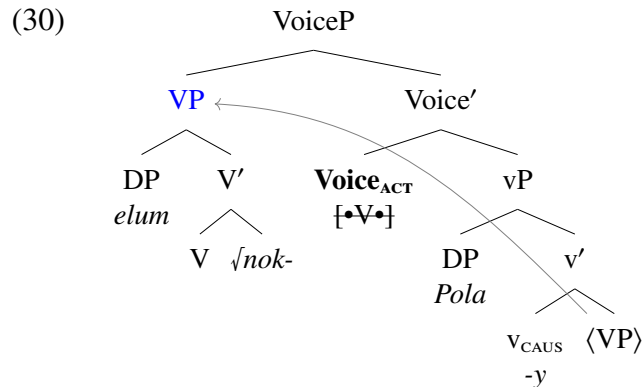 (30) VoiceP
VP Voice′
DP V′ Voice_ACT vP
elum [•V•]
V √nok- DP v′
Pola
v_CAUS ⟨VP⟩
-y